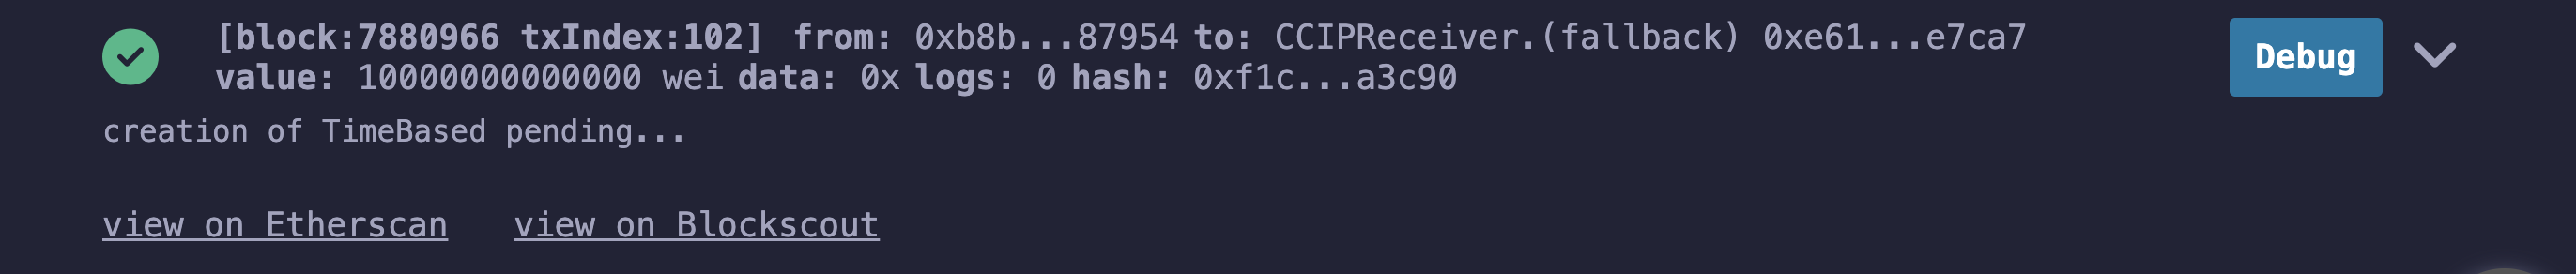 [block:7880966 txIndex:102] from: 0xb8b...87954 to: CCIPReceiver.(fallback) 0xe61...e7ca7
value: 10000000000000 wei data: 0x logs: 0 hash: 0xf1c...a3c90
Debug
creation of TimeBased pending...
view on Etherscan view on Blockscout